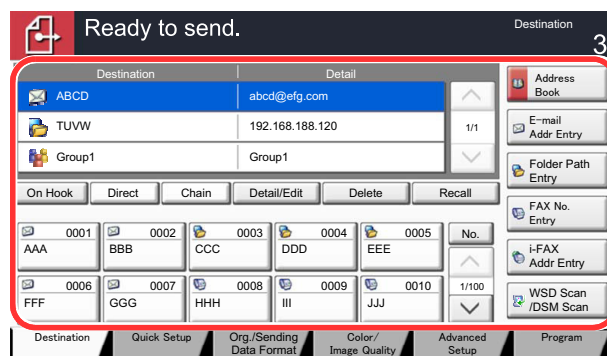 Ready to send.
Destination
3
Destination Detail
ABCD abcd@efg.com
TUVW 192.168.188.120
1/1
Group1 Group1
On Hook Direct Chain Detail/Edit Delete Recall
0001 0002 0003 0004 0005 No.
AAA BBB CCC DDD EEE
0006 0007 0008 0009 0010 1/100
FFF GGG HHH III JJJ
Address
Book
E-mail
Addr Entry
Folder Path
Entry
FAX No.
Entry
i-FAX
Addr Entry
WSD Scan
/DSM Scan
Destination Quick Setup Org./Sending
Data Format Color/
Image Quality Advanced
Setup Program